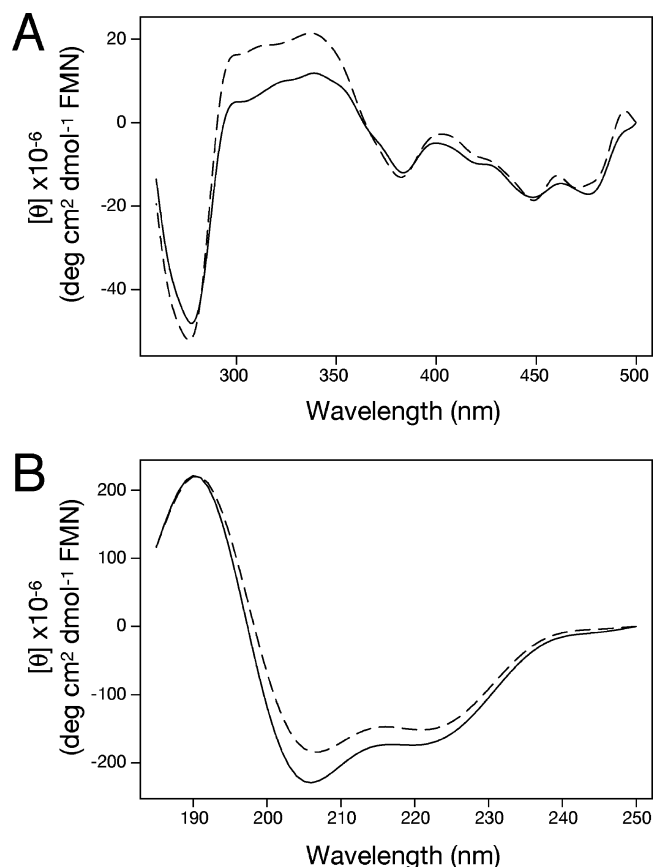 A
20
0
-20
-40
[θ] x10-6
(deg cm2 dmol-1 FMN)
300 350 400 450 500
Wavelength (nm)
B
200
100
0
-100
-200
[θ] x10-6
(deg cm2 dmol-1 FMN)
190 200 210 220 230 240 250
Wavelength (nm)